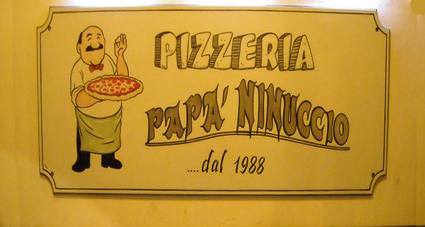 PIZZERIA
PAPA' NINUCCIO
....dal 1988